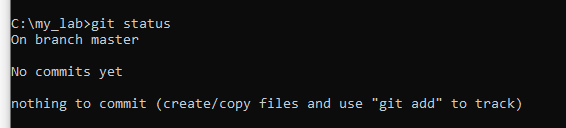 C:\my_lab>git status
On branch master
No commits yet
nothing to commit (create/copy files and use "git add" to track)